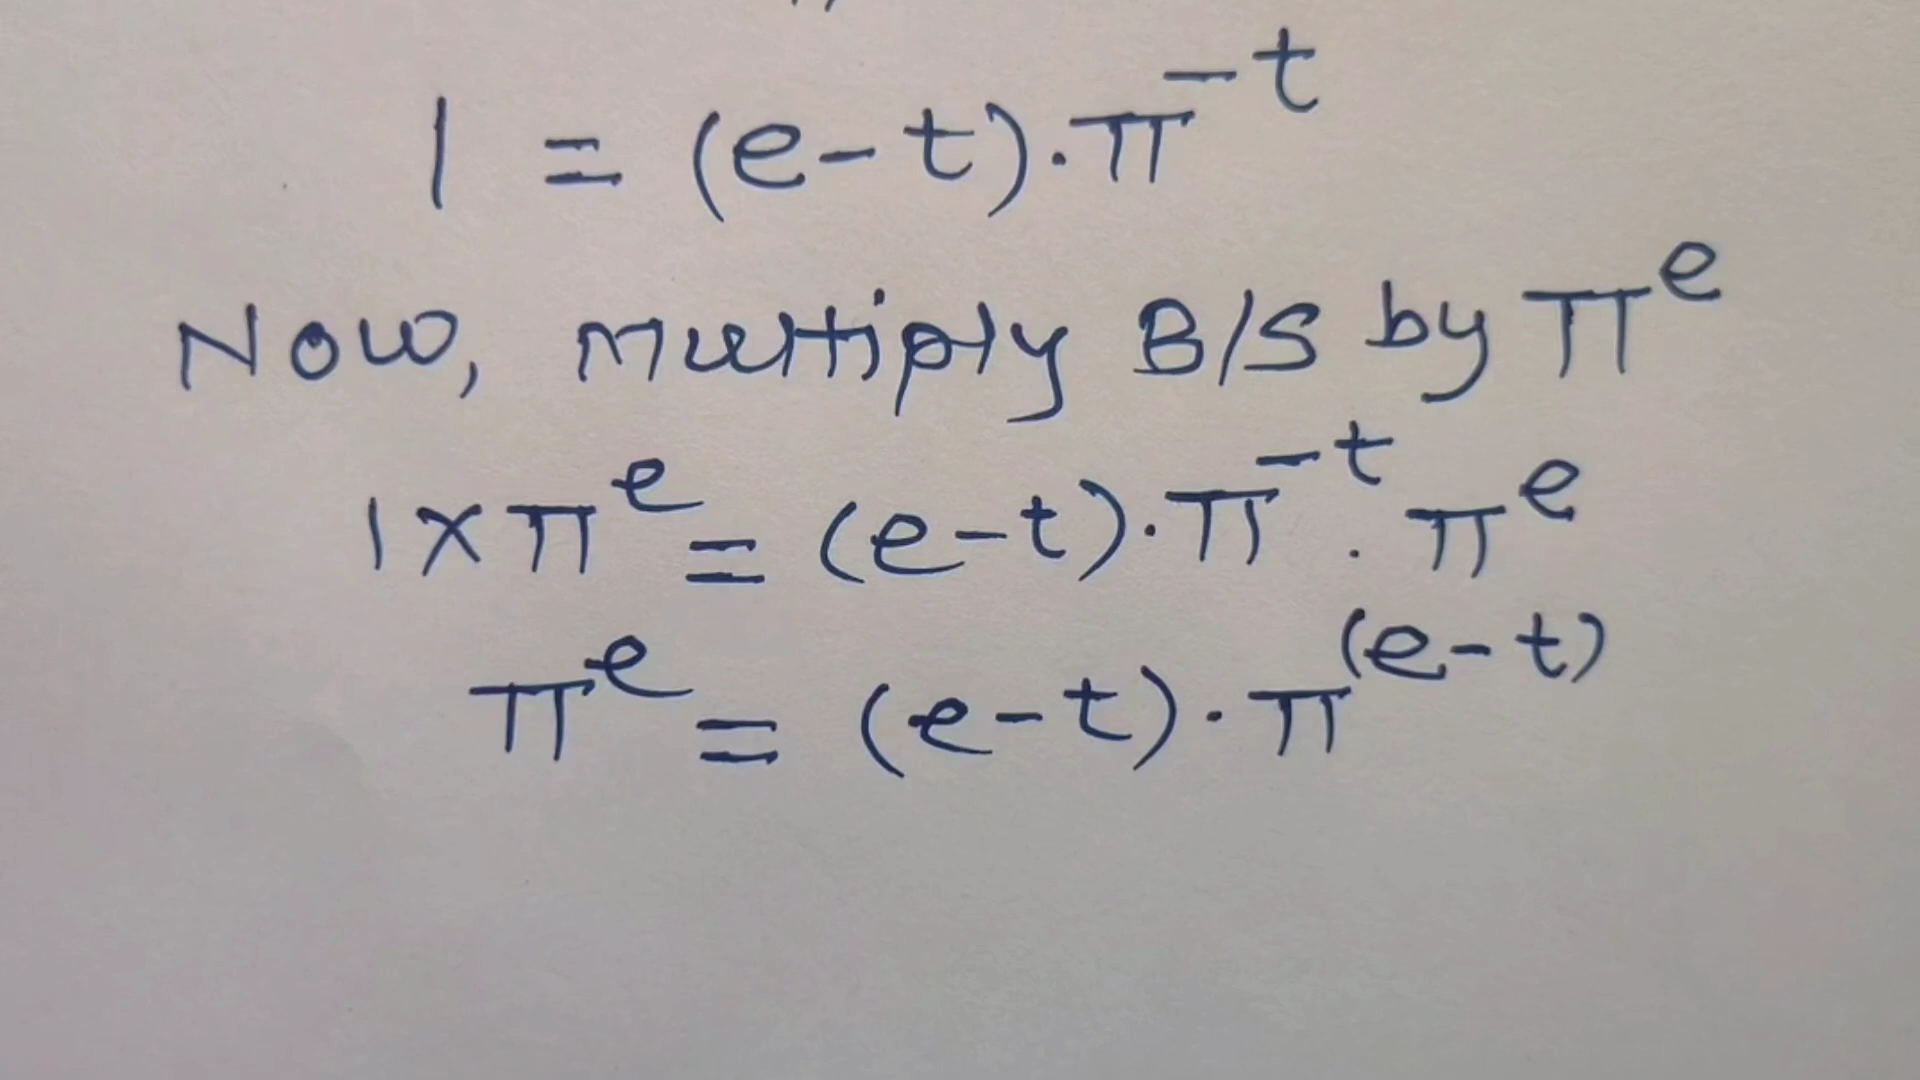 1 = (e-t)·π^-t
Now, multiply B/S by π^e
1×π^e = (e-t)·π^-t · π^e
π^e = (e-t)·π^(e-t)